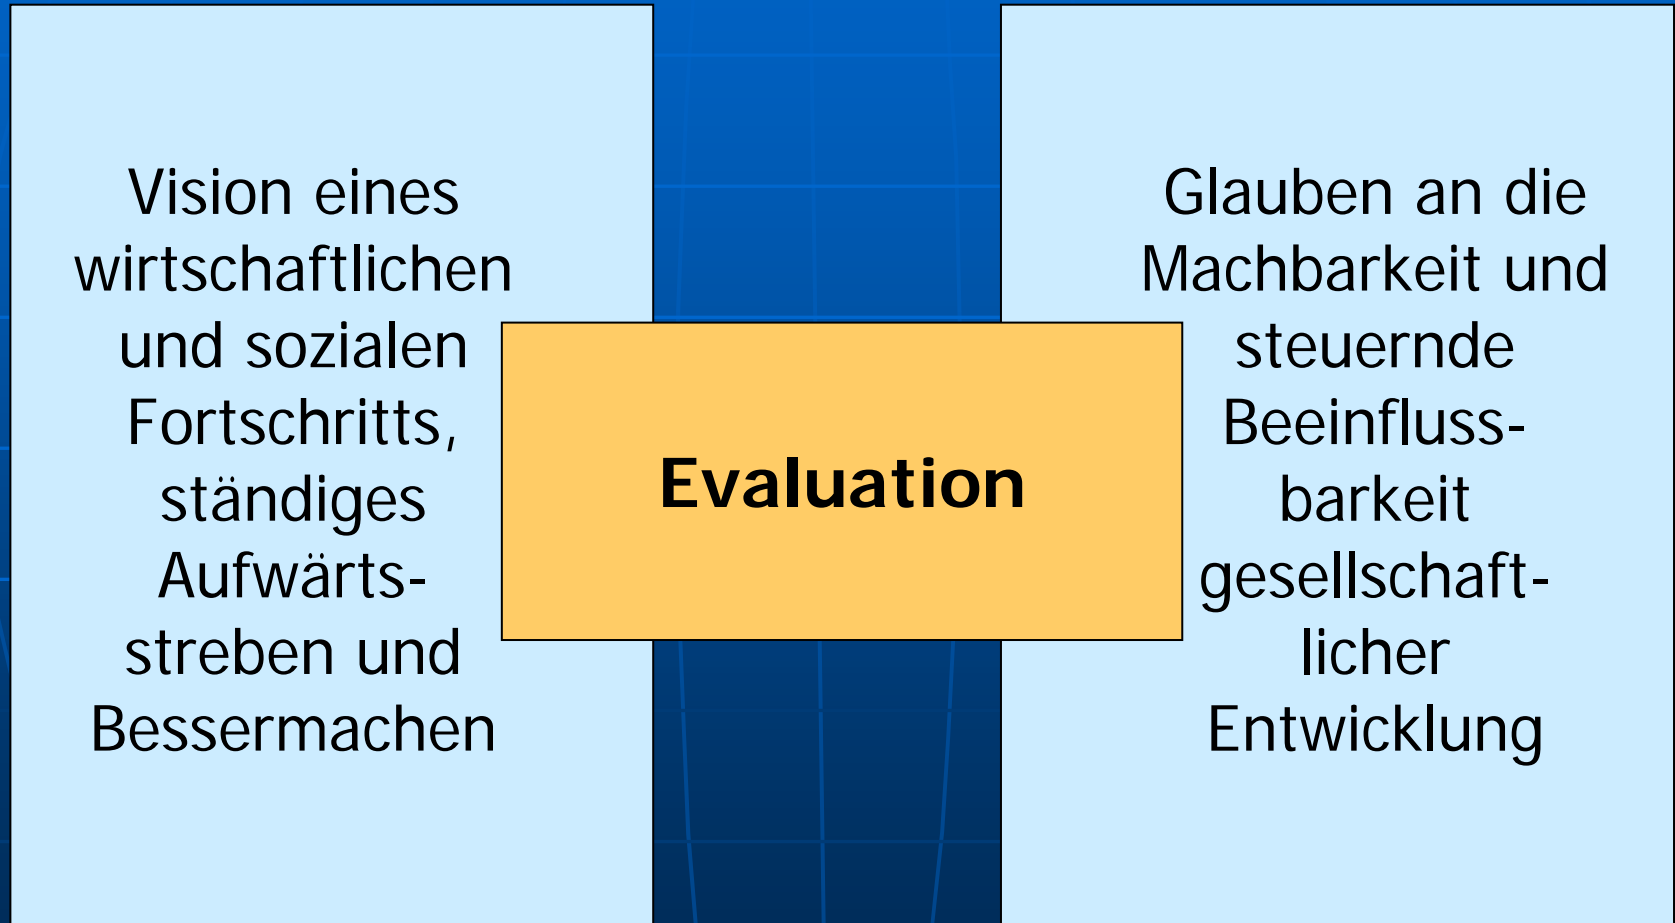 Vision eines
wirtschaftlichen
und sozialen
Fortschritts,
ständiges
Aufwärts-
streben und
Bessermachen
Evaluation
Glauben an die
Machbarkeit und
steuernde
Beeinfluss-
barkeit
gesellschaft-
licher
Entwicklung